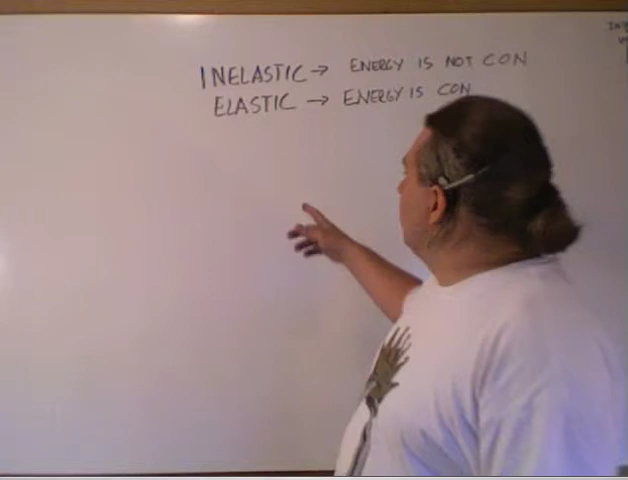 INELASTIC → ENERGY IS NOT CON
ELASTIC → ENERGY IS CON